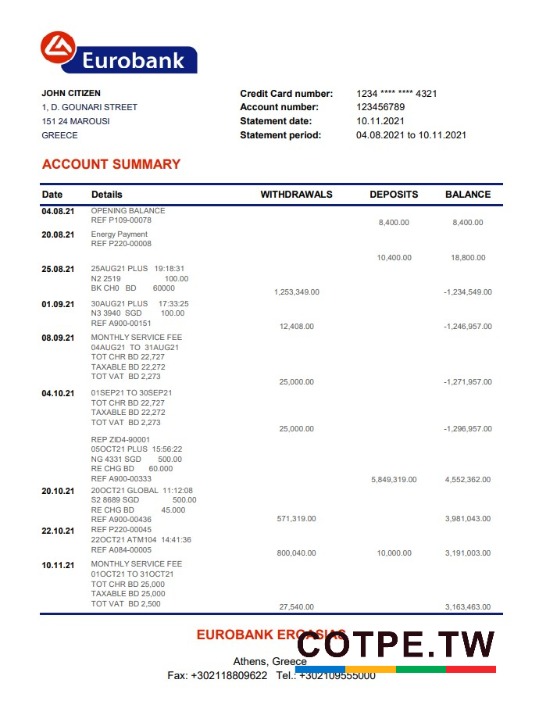 Eurobank
JOHN CITIZEN
1, D. GOUNARI STREET
151 24 MAROUSI
GREECE
Credit Card number: 1234 **** **** 4321
Account number: 123456789
Statement date: 10.11.2021
Statement period: 04.08.2021 to 10.11.2021
ACCOUNT SUMMARY
Date Details WITHDRAWALS DEPOSITS BALANCE
04.08.21 OPENING BALANCE
REF P109-00078
8,400.00 8,400.00
20.08.21 Energy Payment
REF P220-00008
10,400.00 18,800.00
25.08.21 25AUG21 PLUS 19:18:31
N2 2519 100.00
BK CH0 BD 60000
1,253,349.00 -1,234,549.00
01.09.21 30AUG21 PLUS 17:33:25
N3 3940 SGD 100.00
REF A900-00151
12,408.00 -1,246,957.00
08.09.21 MONTHLY SERVICE FEE
04AUG21 TO 31AUG21
TOT CHR BD 22,727
TAXABLE BD 22,272
TOT VAT BD 2,273
25,000.00 -1,271,957.00
04.10.21 01SEP21 TO 30SEP21
TOT CHR BD 22,727
TAXABLE BD 22,272
TOT VAT BD 2,273
25,000.00 -1,296,957.00
REP ZID4-90001
05OCT21 PLUS 15:56:22
NG 4331 SGD 500.00
RE CHG BD 60.000
REF A900-00333
5,849,319.00 4,552,362.00
20.10.21 20OCT21 GLOBAL 11:12:08
S2 8689 SGD 500.00
RE CHG BD 45.000
REF A900-00436
571,319.00 3,981,043.00
22.10.21 REF P220-00045
22OCT21 ATM104 14:41:36
REF A084-00005
800,040.00 10,000.00 3,191,003.00
10.11.21 MONTHLY SERVICE FEE
01OCT21 TO 31OCT21
TOT CHR BD 25,000
TAXABLE BD 25,000
TOT VAT BD 2,500
27,540.00 3,163,463.00
EUROBANK ERGASIAS
COTPE.TW
Athens, Greece
Fax: +302118809622 Tel.: +302109555000